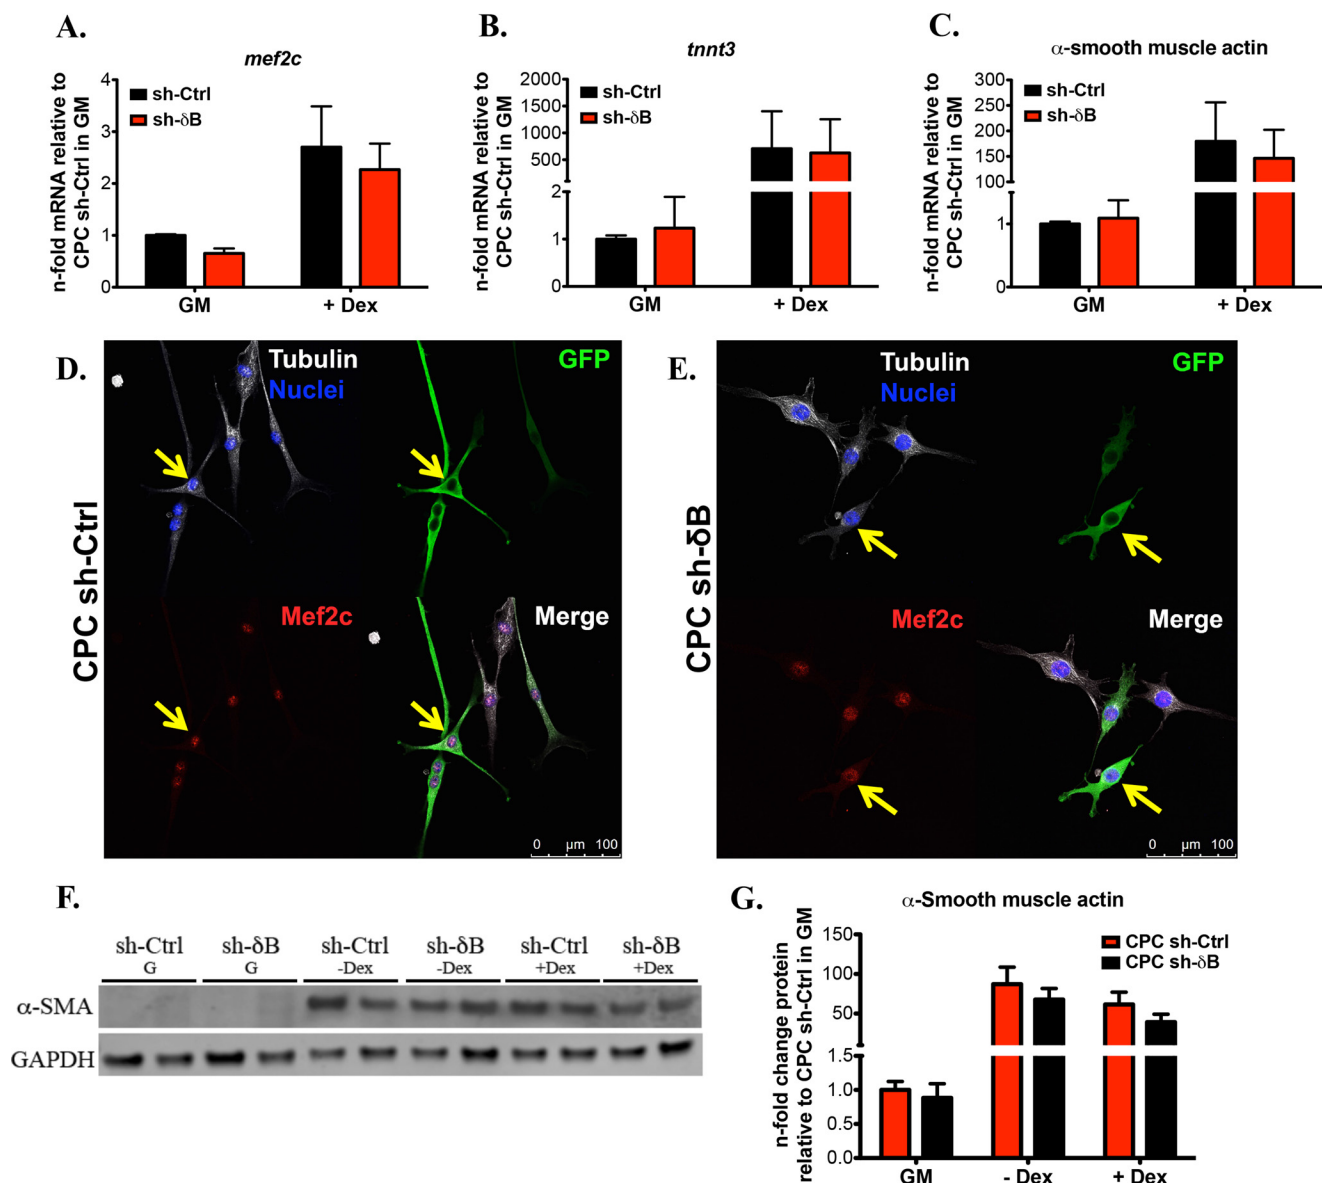 A.
mef2c
n-fold mRNA relative to
CPC sh-Ctrl in GM
4
3
2
1
0
sh-Ctrl
sh-δB
GM
+ Dex
B.
tnnt3
n-fold mRNA relative to
CPC sh-Ctrl in GM
2000
1500
1000
500
2
1
0
sh-Ctrl
sh-δB
GM
+ Dex
C.
α-smooth muscle actin
n-fold mRNA relative to
CPC sh-Ctrl in GM
300
250
200
150
100
1
0
sh-Ctrl
sh-δB
GM
+ Dex
D.
CPC sh-Ctrl
Tubulin
Nuclei
GFP
Mef2c
Merge
0 µm 100
E.
CPC sh-δB
Tubulin
Nuclei
GFP
Mef2c
Merge
0 µm 100
F.
sh-Ctrl sh-δB sh-Ctrl sh-δB sh-Ctrl sh-δB
G G -Dex -Dex +Dex +Dex
α-SMA
GAPDH
G.
α-Smooth muscle actin
n-fold change protein
relative to CPC sh-Ctrl in GM
150
100
50
1.5
1.0
0.5
0.0
CPC sh-Ctrl
CPC sh-δB
GM
- Dex
+ Dex